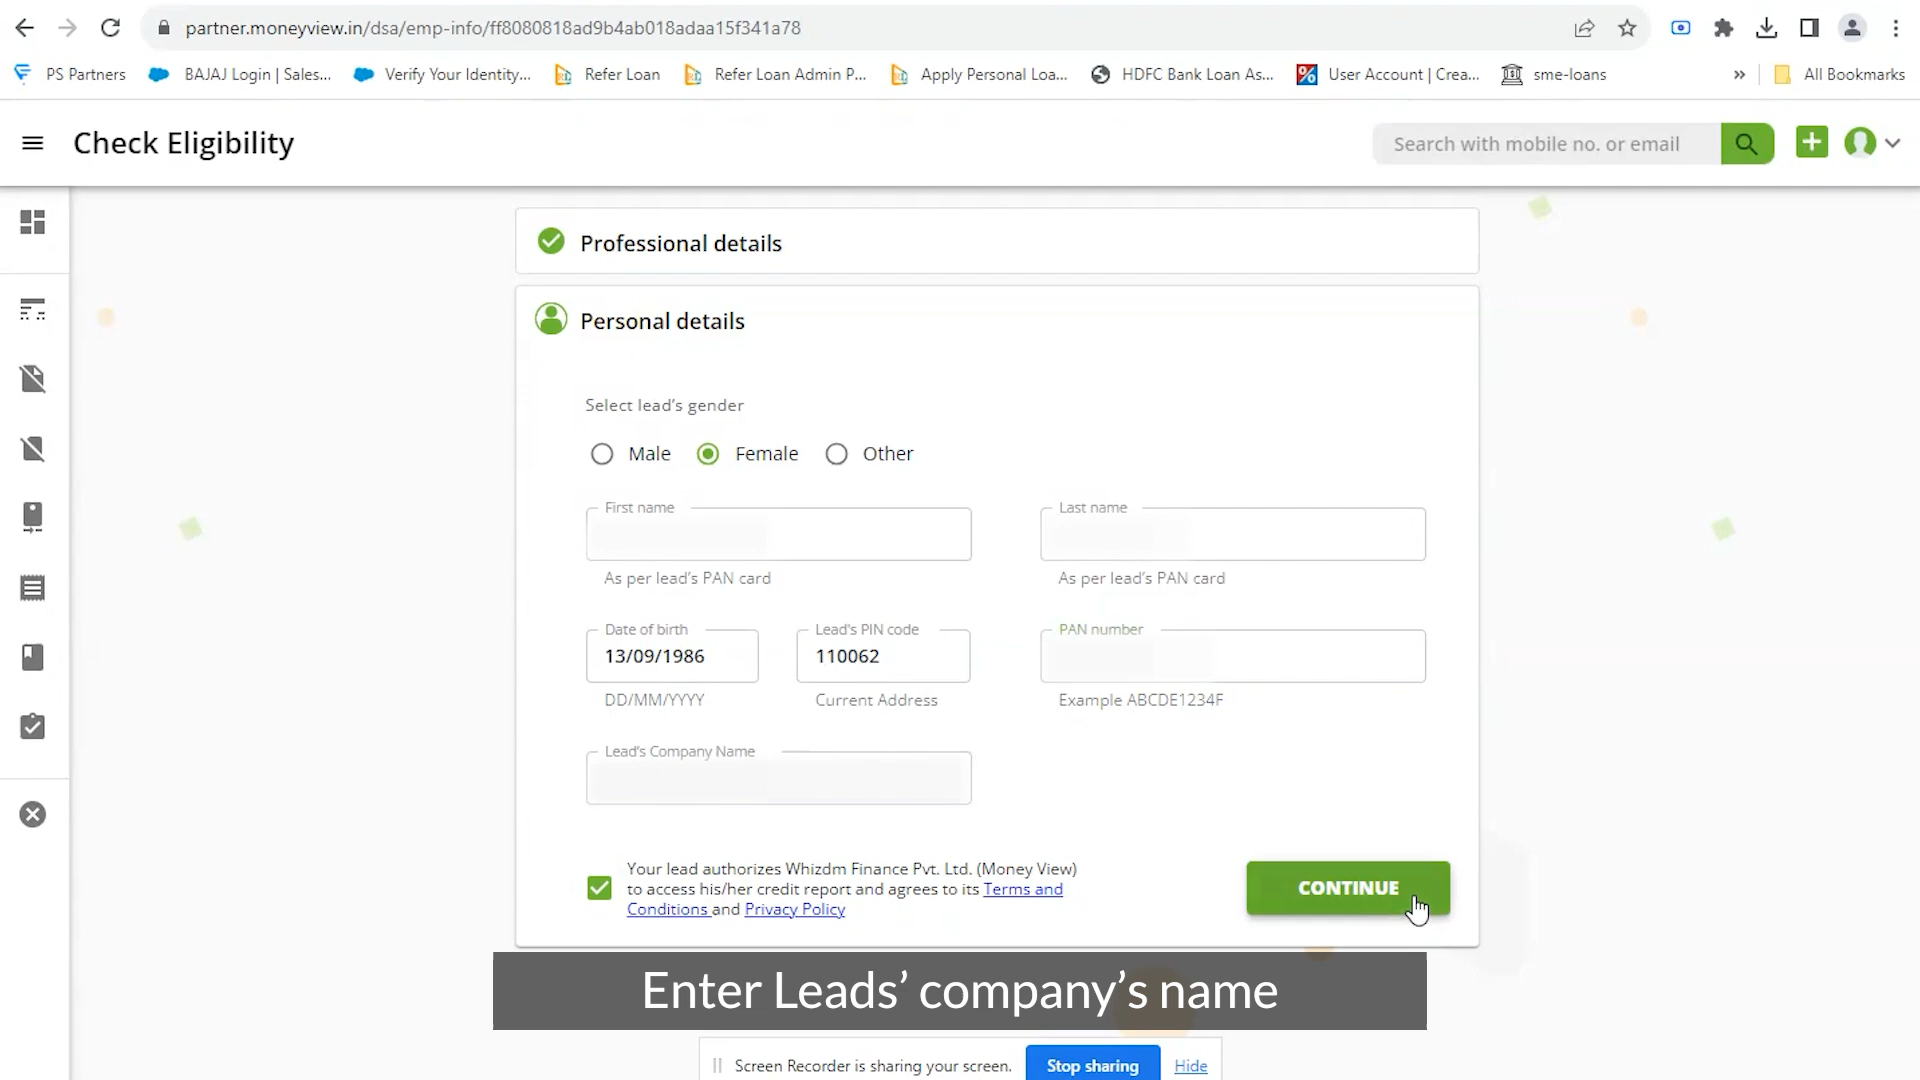 partner.moneyview.in/dsa/emp-info/ff8080818ad9b4ab018adaa15f341a78
PS Partners
BAJAJ Login | Sales...
Verify Your Identity...
Refer Loan
Refer Loan Admin P...
Apply Personal Loa...
HDFC Bank Loan As...
User Account | Crea...
sme-loans
»
All Bookmarks
Check Eligibility
Search with mobile no. or email
Professional details
Personal details
Select lead's gender
Male
Female
Other
First name
Last name
As per lead's PAN card
As per lead's PAN card
Date of birth
Lead's PIN code
PAN number
13/09/1986
110062
DD/MM/YYYY
Current Address
Example ABCDE1234F
Lead's Company Name
Your lead authorizes Whizdm Finance Pvt. Ltd. (Money View)
to access his/her credit report and agrees to its Terms and
Conditions and Privacy Policy
CONTINUE
Enter Leads' company's name
Screen Recorder is sharing your screen.
Stop sharing
Hide